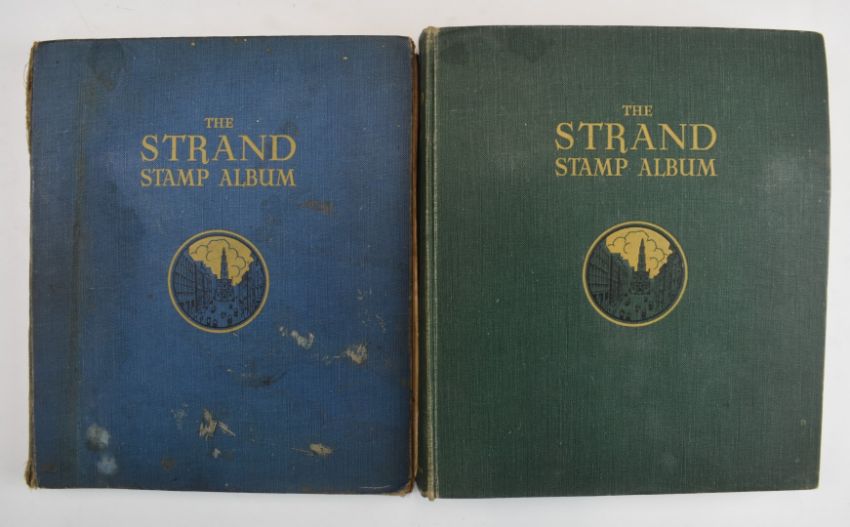 THE
STRAND
STAMP ALBUM
THE
STRAND
STAMP ALBUM